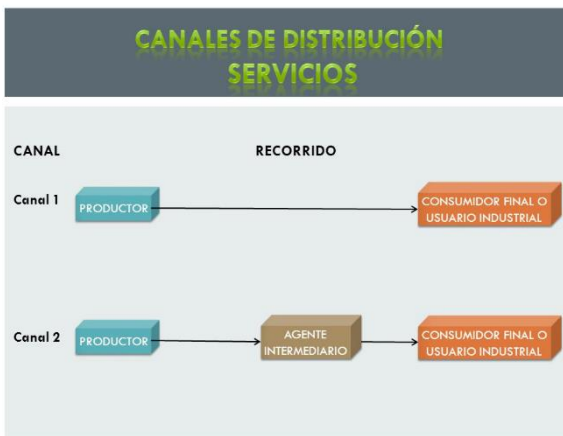 CANALES DE DISTRIBUCIÓN
SERVICIOS
CANAL RECORRIDO
Canal 1
PRODUCTOR
CONSUMIDOR FINAL O
USUARIO INDUSTRIAL
Canal 2
PRODUCTOR
AGENTE
INTERMEDIARIO
CONSUMIDOR FINAL O
USUARIO INDUSTRIAL